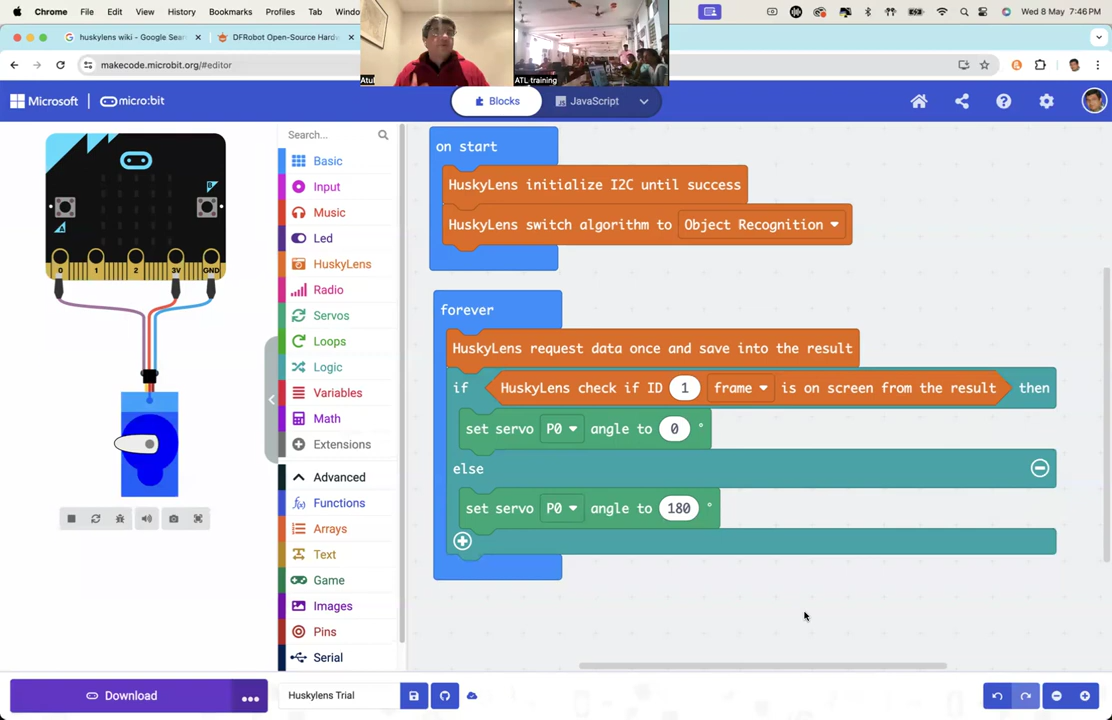 Chrome File Edit View History Bookmarks Profiles Tab Windo Wed 8 May 7:46 PM
huskylens wiki - Google Sear DFRobot Open-Source Hardw
makecode.microbit.org/#editor
Atul
ATL training
Microsoft micro:bit Blocks JavaScript
Search...
Basic
Input
Music
Led
HuskyLens
Radio
Servos
Loops
Logic
Variables
Math
Extensions
Advanced
Functions
Arrays
Text
Game
Images
Pins
Serial
A
B
0 1 2 3V GND
on start
HuskyLens initialize I2C until success
HuskyLens switch algorithm to Object Recognition
forever
HuskyLens request data once and save into the result
if HuskyLens check if ID 1 frame is on screen from the result then
set servo P0 angle to 0 °
else
set servo P0 angle to 180 °
Download
Huskylens Trial